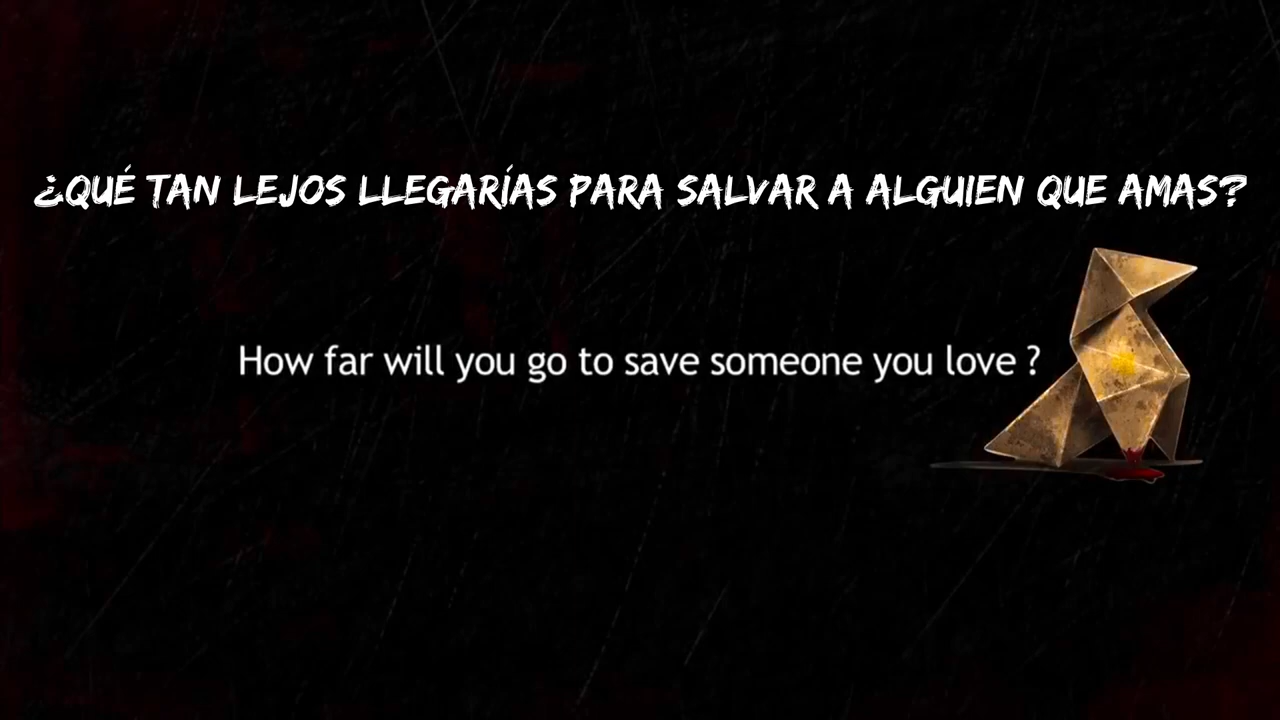 ¿QUÉ TAN LEJOS LLEGARÍAS PARA SALVAR A ALGUIEN QUE AMAS?
How far will you go to save someone you love ?